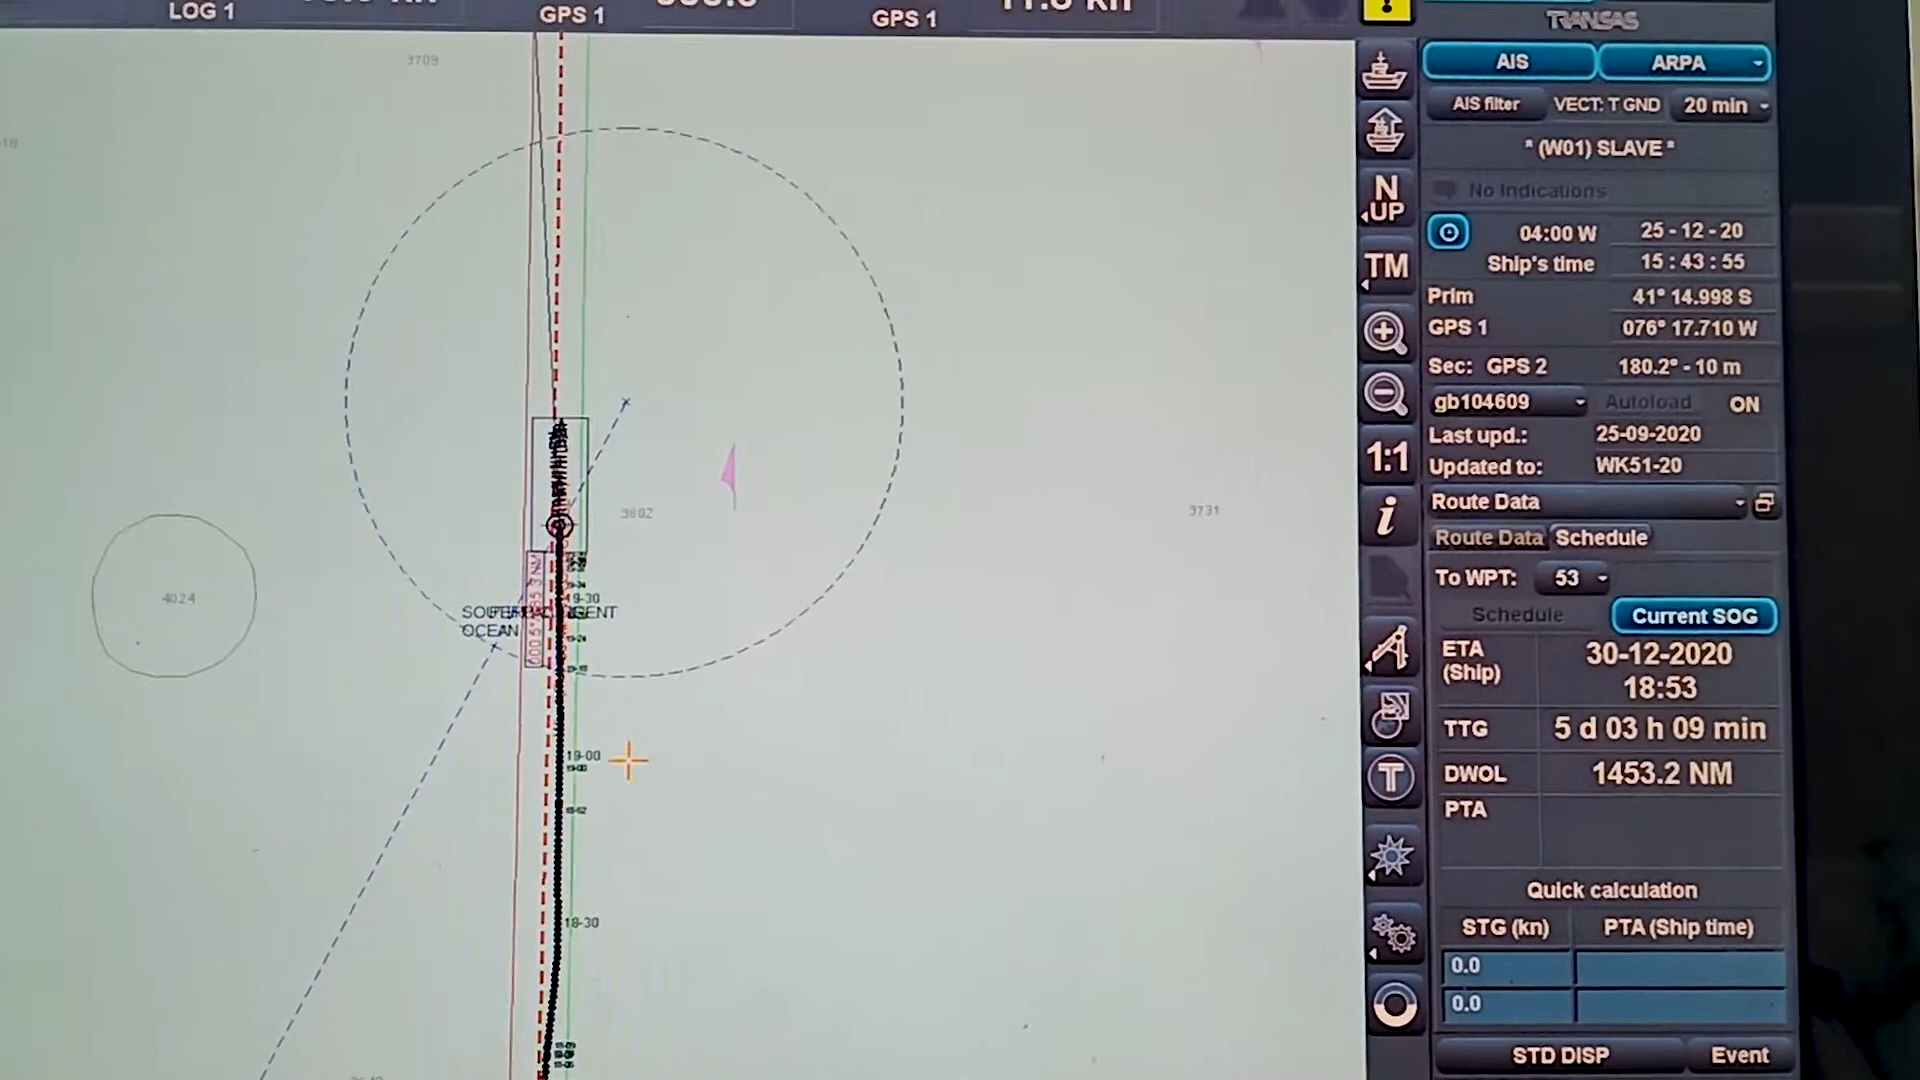 LOG 1
GPS 1
GPS 1
TRANSAS
AIS
ARPA
AIS filter
VECT: T GND
20 min
* (W01) SLAVE *
No Indications
04:00 W
25 - 12 - 20
Ship's time
15 : 43 : 55
Prim
41° 14.998 S
GPS 1
076° 17.710 W
Sec: GPS 2
180.2° - 10 m
gb104609
Autoload
ON
Last upd.:
25-09-2020
Updated to:
WK51-20
Route Data
Route Data
Schedule
To WPT:
53
Schedule
Current SOG
ETA
(Ship)
30-12-2020
18:53
TTG
5 d 03 h 09 min
DWOL
1453.2 NM
PTA
Quick calculation
STG (kn)
PTA (Ship time)
0.0
0.0
STD DISP
Event
N
UP
TM
1:1
i
T
3709
3802
3731
4024
19-30
OCEAN
19-00
18-30